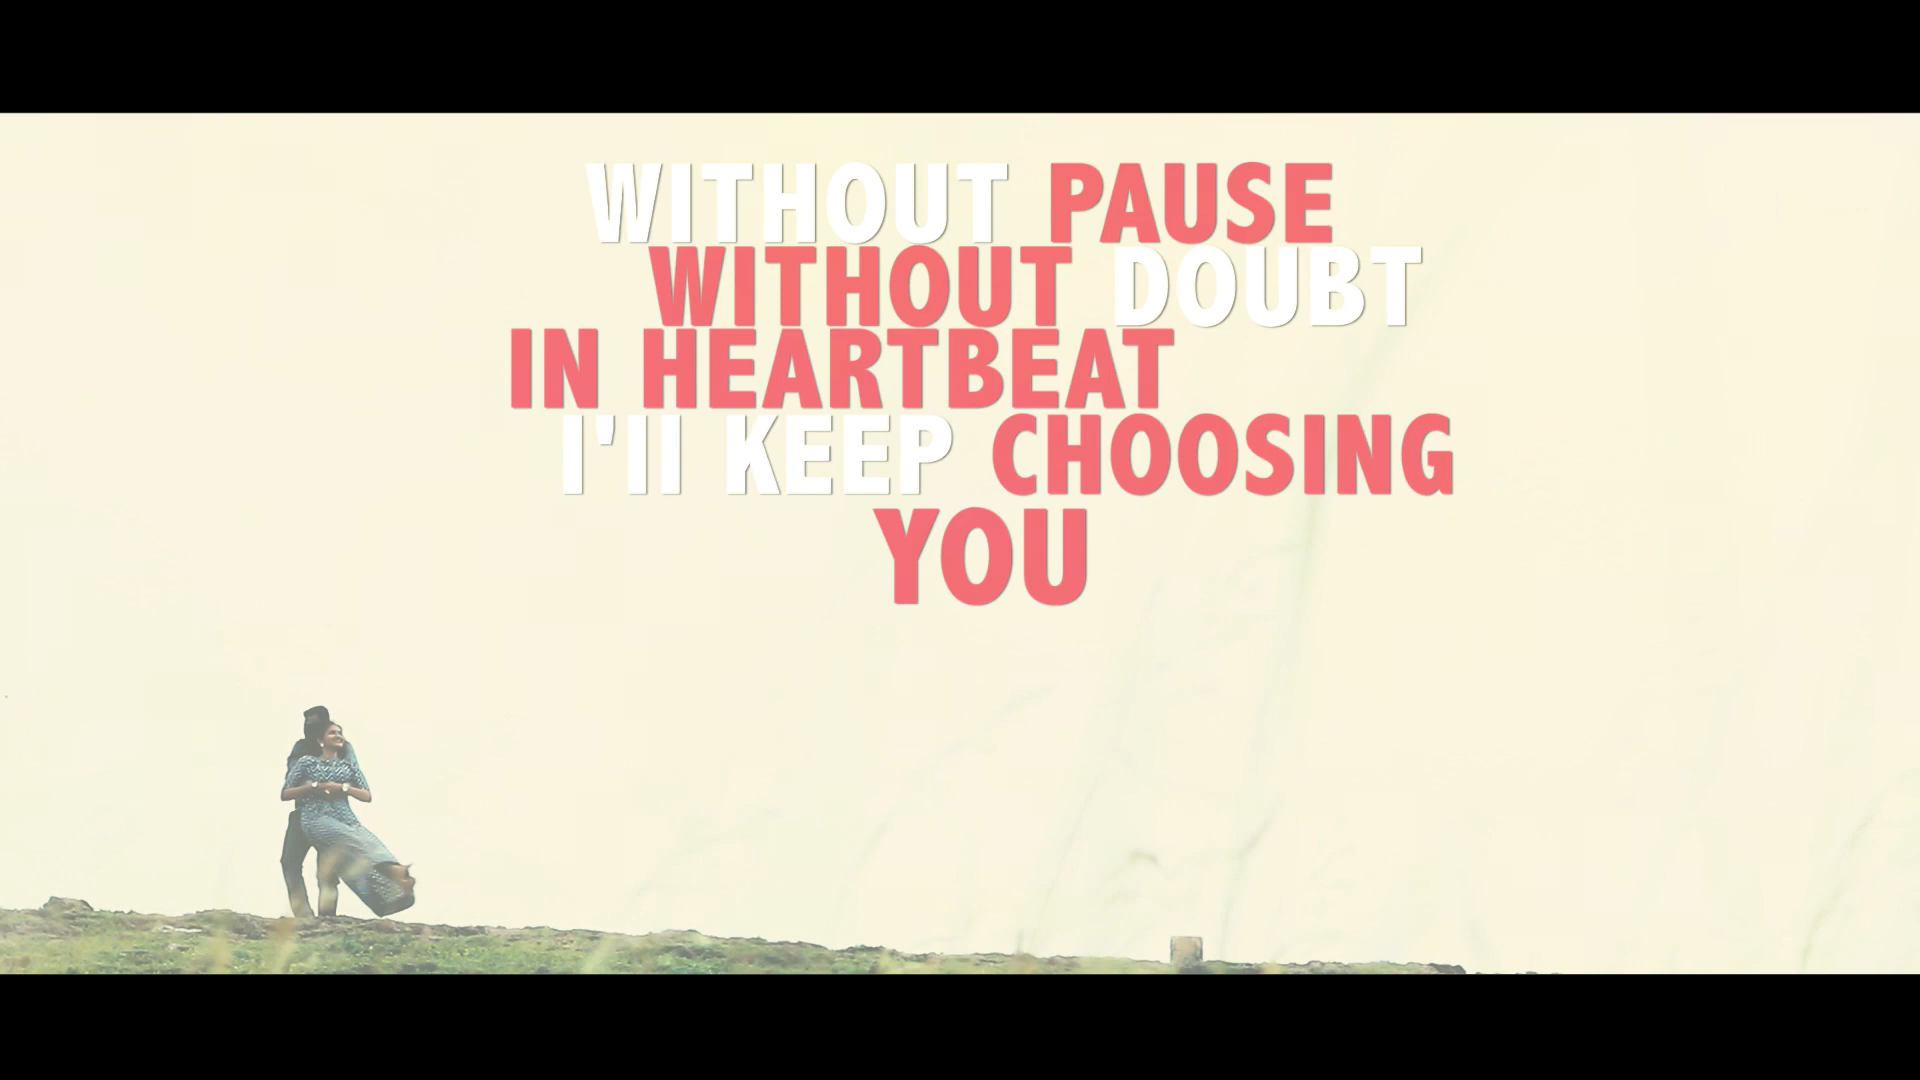 WITHOUT PAUSE
WITHOUT DOUBT
IN HEARTBEAT
I'll KEEP CHOOSING
YOU